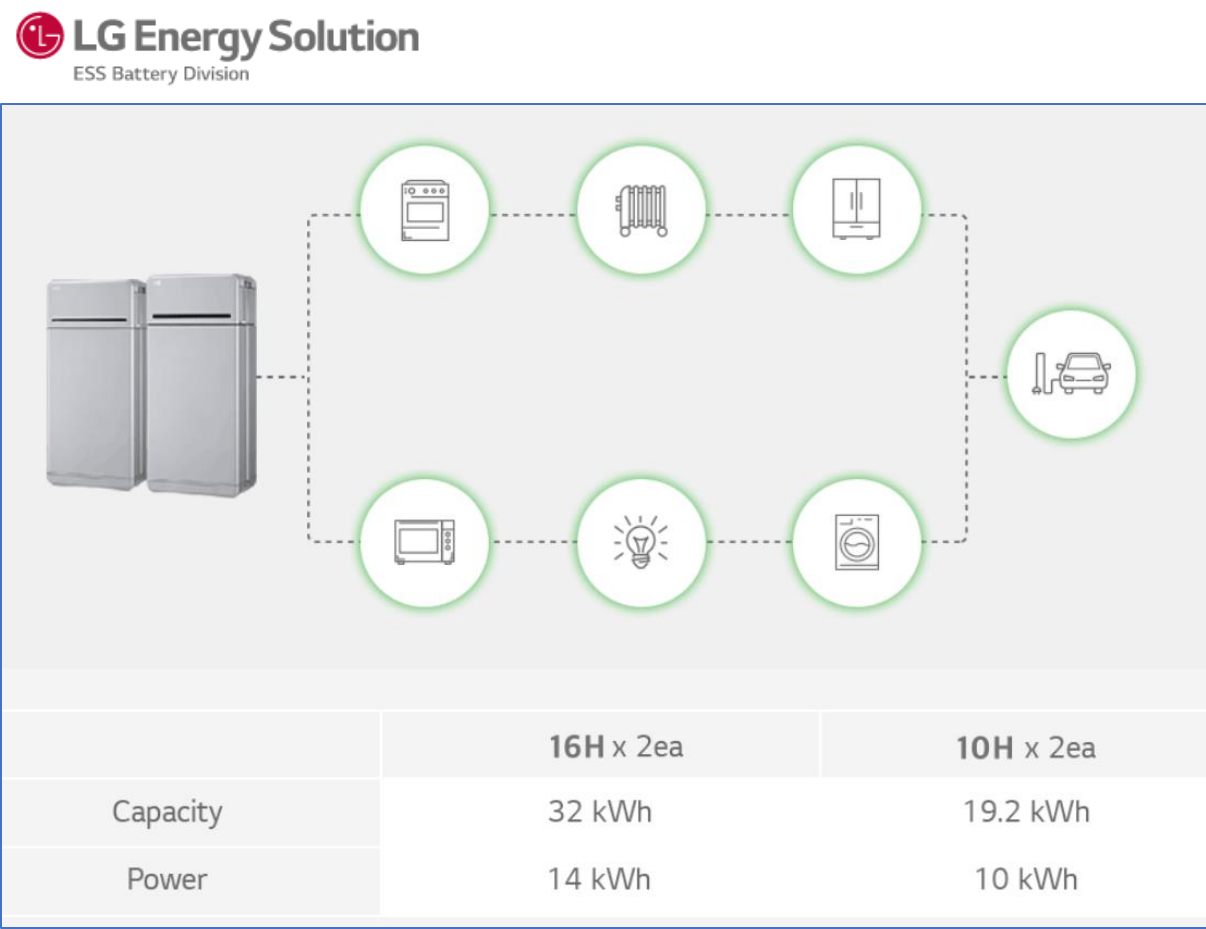 LG Energy Solution
ESS Battery Division
16H x 2ea 10H x 2ea
Capacity 32 kWh 19.2 kWh
Power 14 kWh 10 kWh